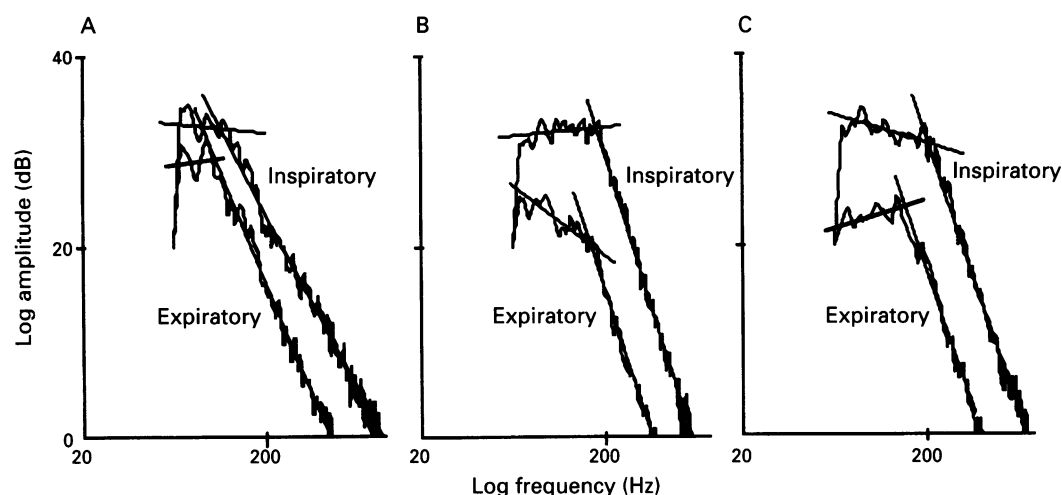 A
B
C
40
20
0
Log amplitude (dB)
Inspiratory
Expiratory
Inspiratory
Expiratory
Inspiratory
Expiratory
20
200
20
200
20
200
Log frequency (Hz)